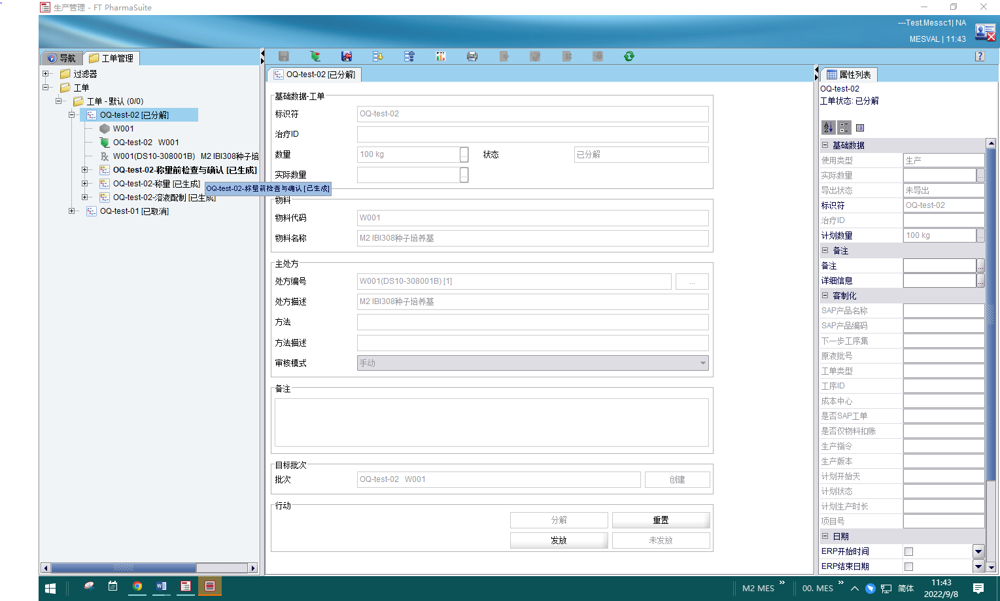 生产管理 - FT PharmaSuite
---Test.Messc1| NA
MESVAL | 11:43
导航
工单管理
过滤器
工单
工单 - 默认 (0/0)
OQ-test-02 [已分解]
W001
OQ-test-02   W001
W001(DS10-308001B)   M2 IBI308种子培
OQ-test-02-称量前检查与确认 [已生成]
OQ-test-02-称量 [已生成]
OQ-test-02-称量前检查与确认 [已生成]
OQ-test-02-溶液配制 [已生成]
OQ-test-01 [已取消]
OQ-test-02 [已分解]
基础数据-工单
标识符 OQ-test-02
治疗ID
数量 100 kg ... 状态 已分解
实际数量 ...
物料
物料代码 W001
物料名称 M2 IBI308种子培养基
主处方
处方编号 W001(DS10-308001B) [1] ...
处方描述 M2 IBI308种子培养基
方法
方法描述
审核模式 手动
备注
目标批次
批次 OQ-test-02   W001 创建
行动
分解 重置
发放 未发放
属性列表
OQ-test-02
工单状态: 已分解
基础数据
使用类型 生产
实际数量 ...
导出状态 未导出
标识符 OQ-test-02
治疗ID
计划数量 100 kg ...
备注
备注 ...
详细信息 ...
客制化
SAP产品名称
SAP产品编码
下一步工序集
原液批号
工单类型
工序ID
成本中心
是否SAP工单
是否仅物料扣账
生产指令
生产版本
计划开始天
计划状态
计划生产时长
项目号
日期
ERP开始时间
ERP结束日期
M2 MES »
00. MES »
简体
11:43
2022/9/8